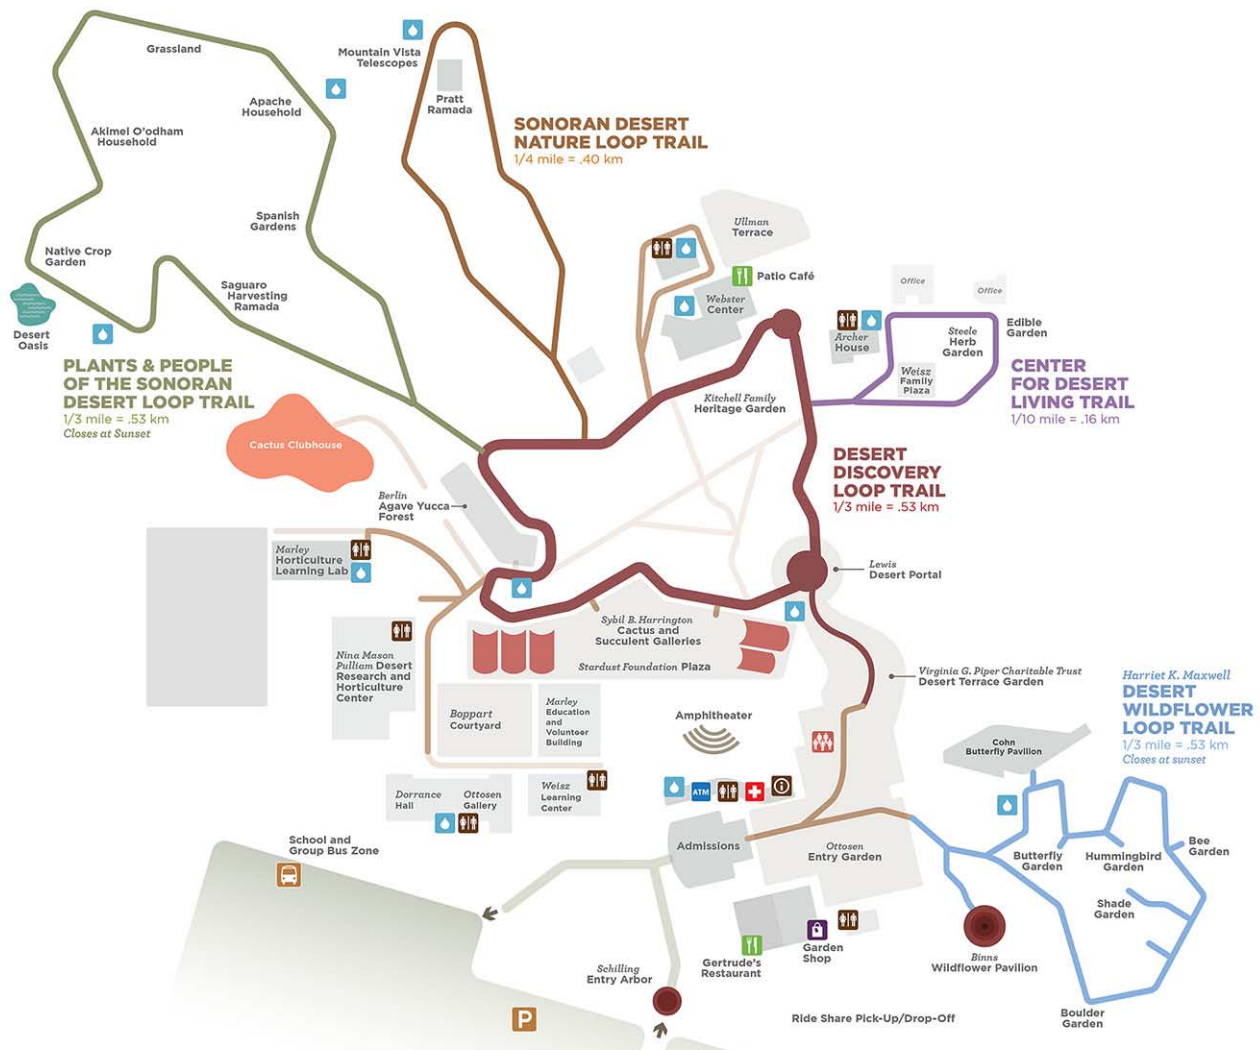 Grassland
Mountain Vista
Telescopes
Apache
Household
Pratt
Ramada
Akimel O'odham
Household
SONORAN DESERT
NATURE LOOP TRAIL
1/4 mile = .40 km
Spanish
Gardens
Ullman
Terrace
Native Crop
Garden
Saguaro
Harvesting
Ramada
Patio Café
Webster
Center
Office
Office
Desert
Oasis
Archer
House
Steele
Herb
Garden
Edible
Garden
Weisz
Family
Plaza
PLANTS & PEOPLE
OF THE SONORAN
DESERT LOOP TRAIL
1/3 mile = .53 km
Closes at Sunset
CENTER
FOR DESERT
LIVING TRAIL
1/10 mile = .16 km
Kitchell Family
Heritage Garden
Cactus Clubhouse
DESERT
DISCOVERY
LOOP TRAIL
1/3 mile = .53 km
Berlin
Agave Yucca
Forest
Marley
Horticulture
Learning Lab
Lewis
Desert Portal
Sybil B. Harrington
Cactus and
Succulent Galleries
Stardust Foundation Plaza
Nina Mason
Pulliam Desert
Research and
Horticulture
Center
Virginia G. Piper Charitable Trust
Desert Terrace Garden
Harriet K. Maxwell
DESERT
WILDFLOWER
LOOP TRAIL
1/3 mile = .53 km
Closes at sunset
Boppart
Courtyard
Marley
Education
and
Volunteer
Building
Amphitheater
Cohn
Butterfly Pavilion
Dorrance
Hall
Ottosen
Gallery
Weisz
Learning
Center
ATM
School and
Group Bus Zone
Admissions
Ottosen
Entry Garden
Butterfly
Garden
Hummingbird
Garden
Bee
Garden
Shade
Garden
Garden
Shop
Gertrude's
Restaurant
Binns
Wildflower Pavilion
Schilling
Entry Arbor
P
Ride Share Pick-Up/Drop-Off
Boulder
Garden